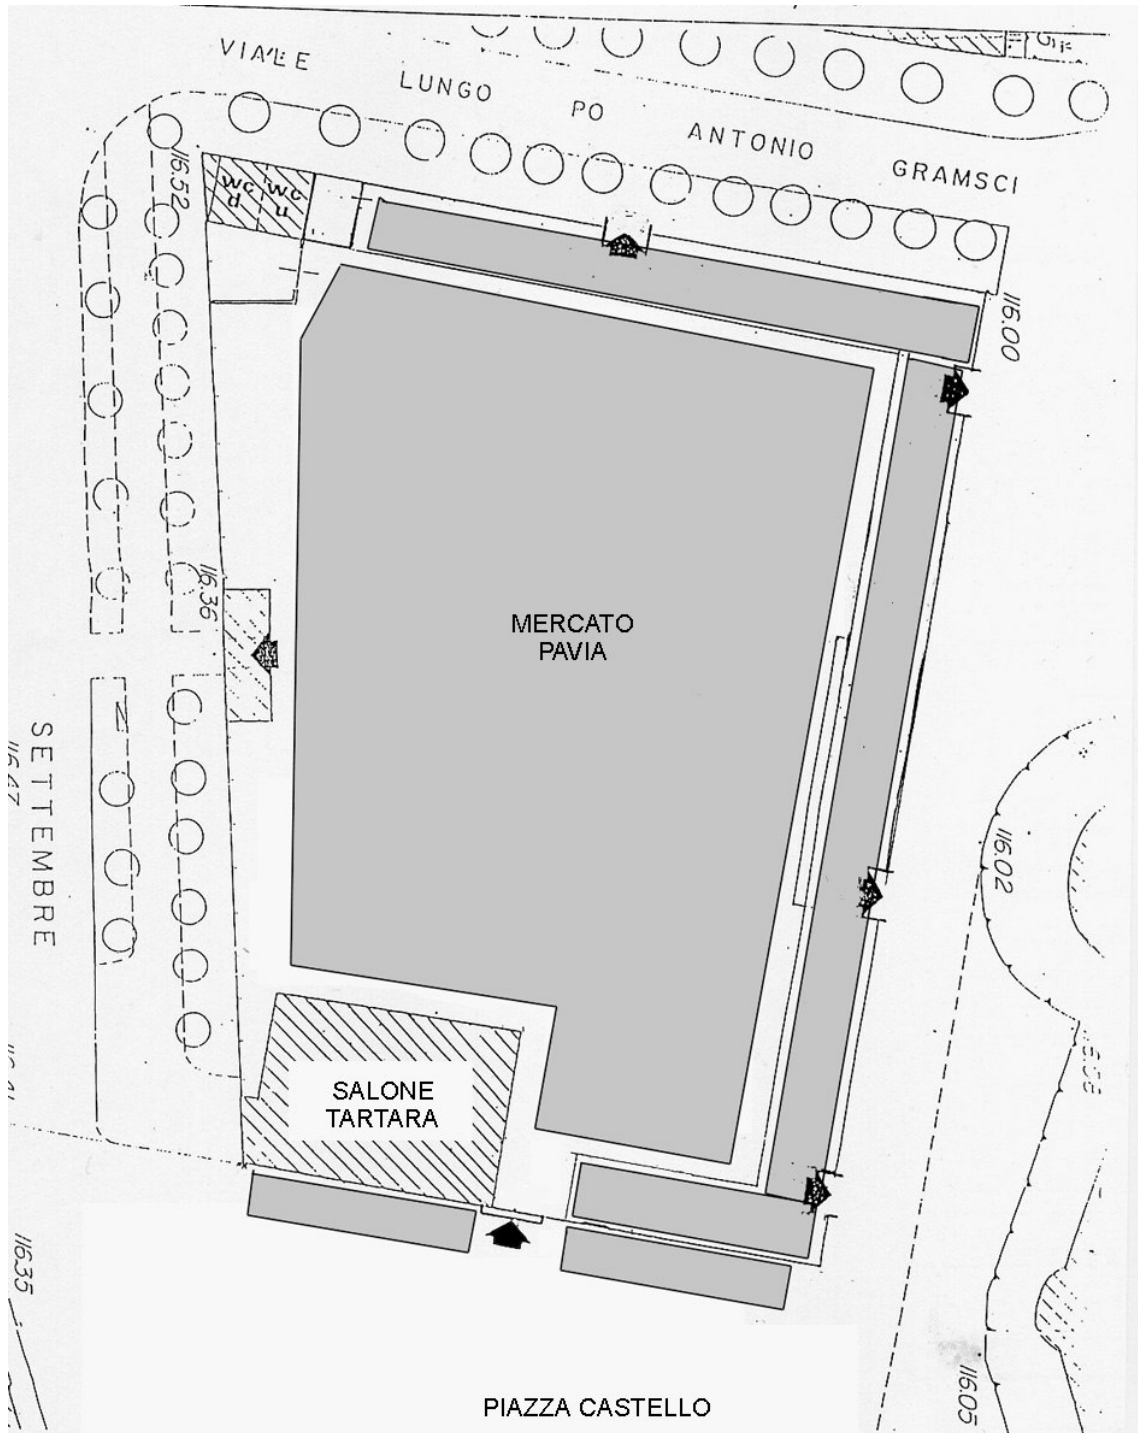 VIALE LUNGO PO ANTONIO GRAMSCI
116.52
wc d
wc u
116.00
116.36
MERCATO
PAVIA
SETTEMBRE
116.02
SALONE
TARTARA
116.35
116.05
PIAZZA CASTELLO